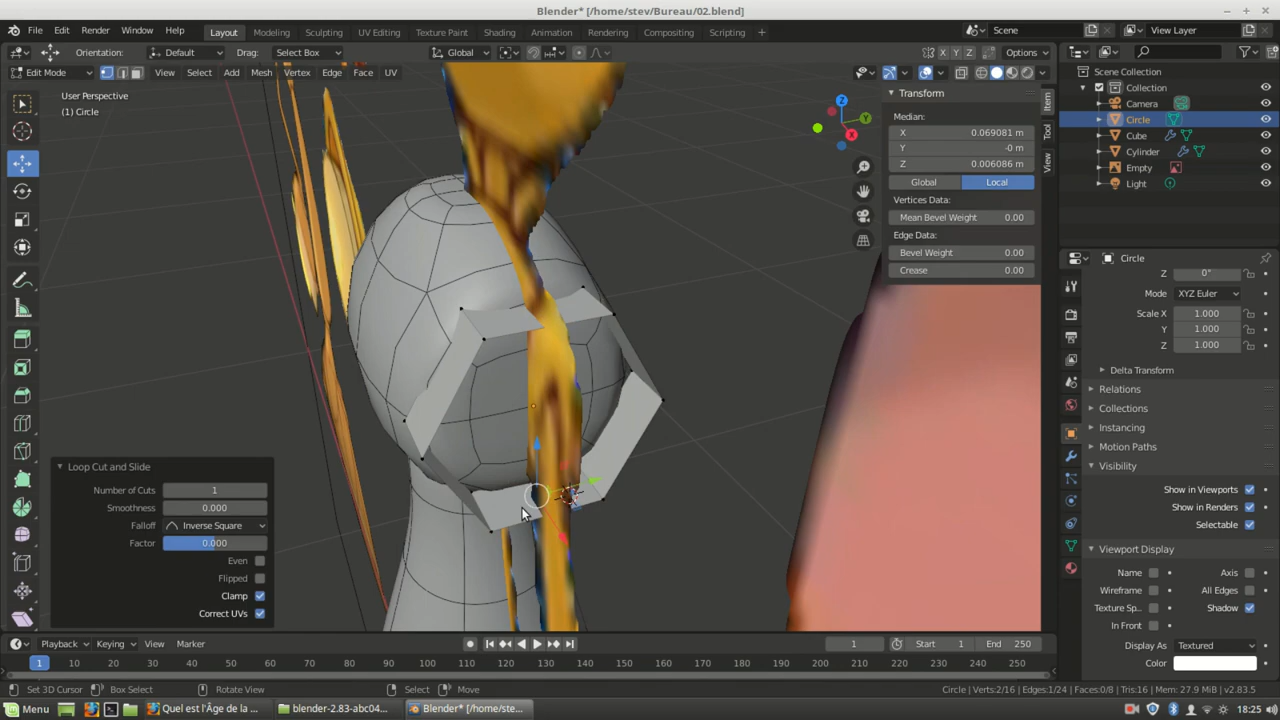 Blender* [/home/stev/Bureau/02.blend]
File Edit Render Window Help Layout Modeling Sculpting UV Editing Texture Paint Shading Animation Rendering Compositing Scripting + Scene View Layer
Orientation: Default Drag: Select Box Global X Y Z Options
Edit Mode View Select Add Mesh Vertex Edge Face UV
User Perspective
(1) Circle
Z Y X
Transform
Median:
X 0.069081 m
Y -0 m
Z 0.006086 m
Global Local
Vertices Data:
Mean Bevel Weight 0.00
Edge Data:
Bevel Weight 0.00
Crease 0.00
Item
Tool
View
Scene Collection
Collection
Camera
Circle
Cube
Cylinder
Empty
Light
Circle
Z 0°
Mode XYZ Euler
Scale X 1.000
Y 1.000
Z 1.000
Delta Transform
Relations
Collections
Instancing
Motion Paths
Visibility
Show in Viewports
Show in Renders
Selectable
Viewport Display
Name Axis
Wireframe All Edges
Texture Sp.. Shadow
In Front
Display As Textured
Color
Loop Cut and Slide
Number of Cuts 1
Smoothness 0.000
Falloff Inverse Square
Factor 0.000
Even
Flipped
Clamp
Correct UVs
Playback Keying View Marker 1 Start 1 End 250
1 10 20 30 40 50 60 70 80 90 100 110 120 130 140 150 160 170 180 190 200 210 220 230 240 250
Set 3D Cursor Box Select Rotate View Select Move Circle | Verts:2/16 | Edges:1/24 | Faces:0/8 | Tris:16 | Mem: 27.9 MiB | v2.83.5
Menu Quel est l'Âge de la ... blender-2.83-abc04... Blender* [/home/ste... 18:25